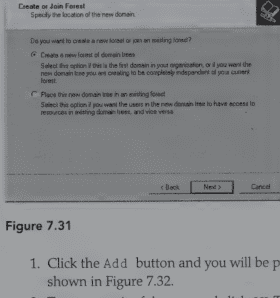 Create or Join Forest
Specify the location of the new domain.
Do you want to create a new forest or join an existing forest?
Create a new forest of domain trees
Select this option if this is the first domain in your organization, or if you want the
new domain tree you are creating to be completely independent of your current
forest.
Place this new domain tree in an existing forest
Select this option if you want the users in the new domain tree to have access to
resources in existing domain trees, and vice versa.
< Back
Next >
Cancel
Figure 7.31
1. Click the Add button and you will be p
shown in Figure 7.32.